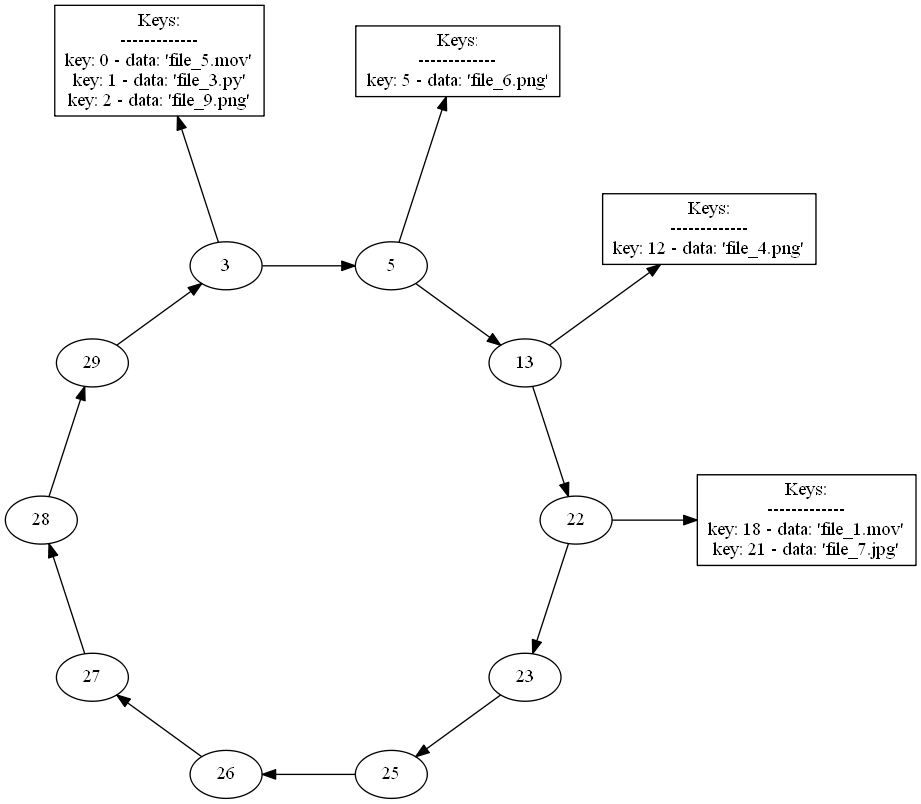 Keys:
-------------
key: 0 - data: 'file_5.mov'
key: 1 - data: 'file_3.py'
key: 2 - data: 'file_9.png'
Keys:
-------------
key: 5 - data: 'file_6.png'
Keys:
-------------
key: 12 - data: 'file_4.png'
3
5
29
13
Keys:
-------------
key: 18 - data: 'file_1.mov'
key: 21 - data: 'file_7.jpg'
28
22
27
23
26
25